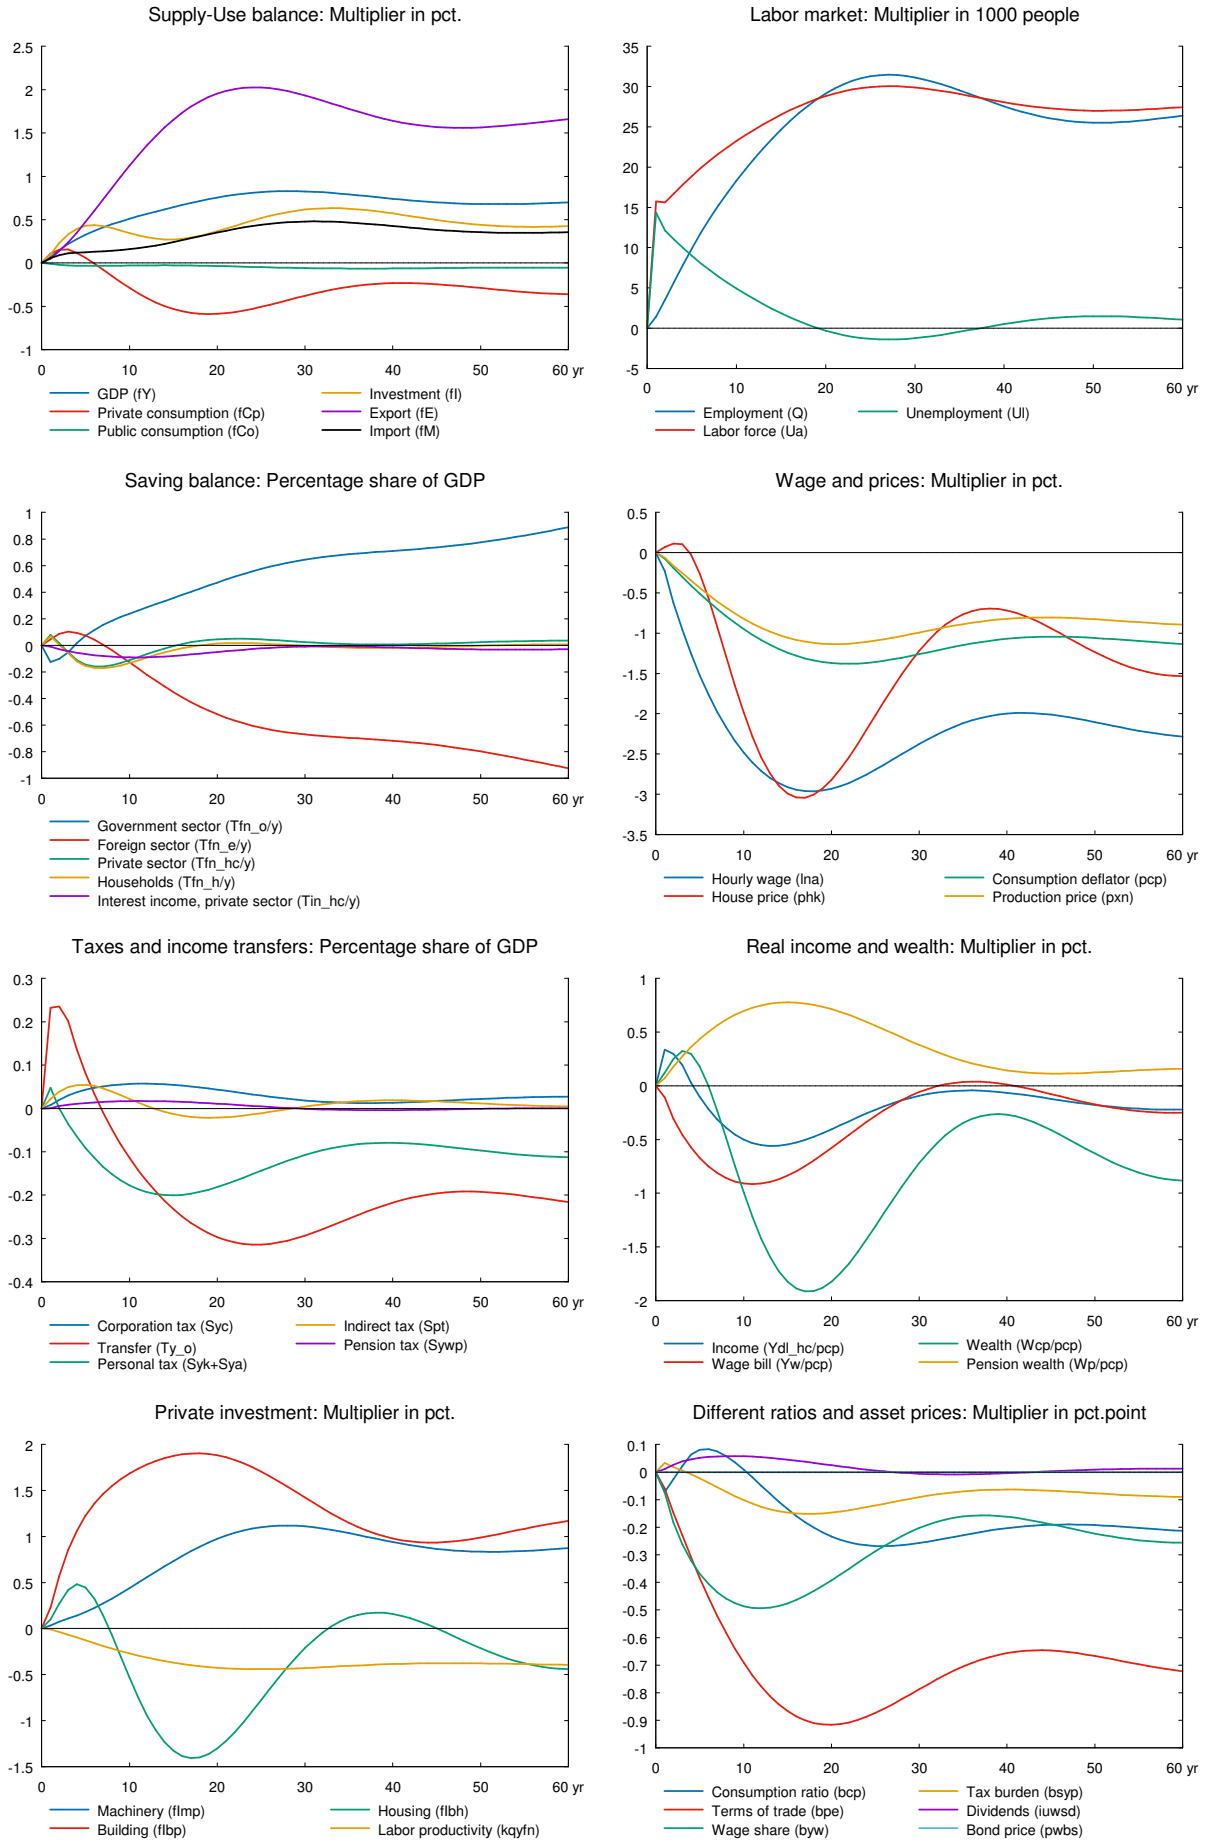 Supply-Use balance: Multiplier in pct.
2.5
2
1.5
1
0.5
0
-0.5
-1
0 10 20 30 40 50 60 yr
GDP (fY)
Private consumption (fCp)
Public consumption (fCo)
Investment (fI)
Export (fE)
Import (fM)
Labor market: Multiplier in 1000 people
35
30
25
20
15
10
5
0
-5
0 10 20 30 40 50 60 yr
Employment (Q)
Labor force (Ua)
Unemployment (Ul)
Saving balance: Percentage share of GDP
1
0.8
0.6
0.4
0.2
0
-0.2
-0.4
-0.6
-0.8
-1
0 10 20 30 40 50 60 yr
Government sector (Tfn_o/y)
Foreign sector (Tfn_e/y)
Private sector (Tfn_hc/y)
Households (Tfn_h/y)
Interest income, private sector (Tin_hc/y)
Wage and prices: Multiplier in pct.
0.5
0
-0.5
-1
-1.5
-2
-2.5
-3
-3.5
0 10 20 30 40 50 60 yr
Hourly wage (lna)
House price (phk)
Consumption deflator (pcp)
Production price (pxn)
Taxes and income transfers: Percentage share of GDP
0.3
0.2
0.1
0
-0.1
-0.2
-0.3
-0.4
0 10 20 30 40 50 60 yr
Corporation tax (Syc)
Transfer (Ty_o)
Personal tax (Syk+Sya)
Indirect tax (Spt)
Pension tax (Sywp)
Real income and wealth: Multiplier in pct.
1
0.5
0
-0.5
-1
-1.5
-2
0 10 20 30 40 50 60 yr
Income (Ydl_hc/pcp)
Wage bill (Yw/pcp)
Wealth (Wcp/pcp)
Pension wealth (Wp/pcp)
Private investment: Multiplier in pct.
2
1.5
1
0.5
0
-0.5
-1
-1.5
0 10 20 30 40 50 60 yr
Machinery (fImp)
Building (fIbp)
Housing (fIbh)
Labor productivity (kqyfn)
Different ratios and asset prices: Multiplier in pct.point
0.1
0
-0.1
-0.2
-0.3
-0.4
-0.5
-0.6
-0.7
-0.8
-0.9
-1
0 10 20 30 40 50 60 yr
Consumption ratio (bcp)
Terms of trade (bpe)
Wage share (byw)
Tax burden (bsyp)
Dividends (iuwsd)
Bond price (pwbs)